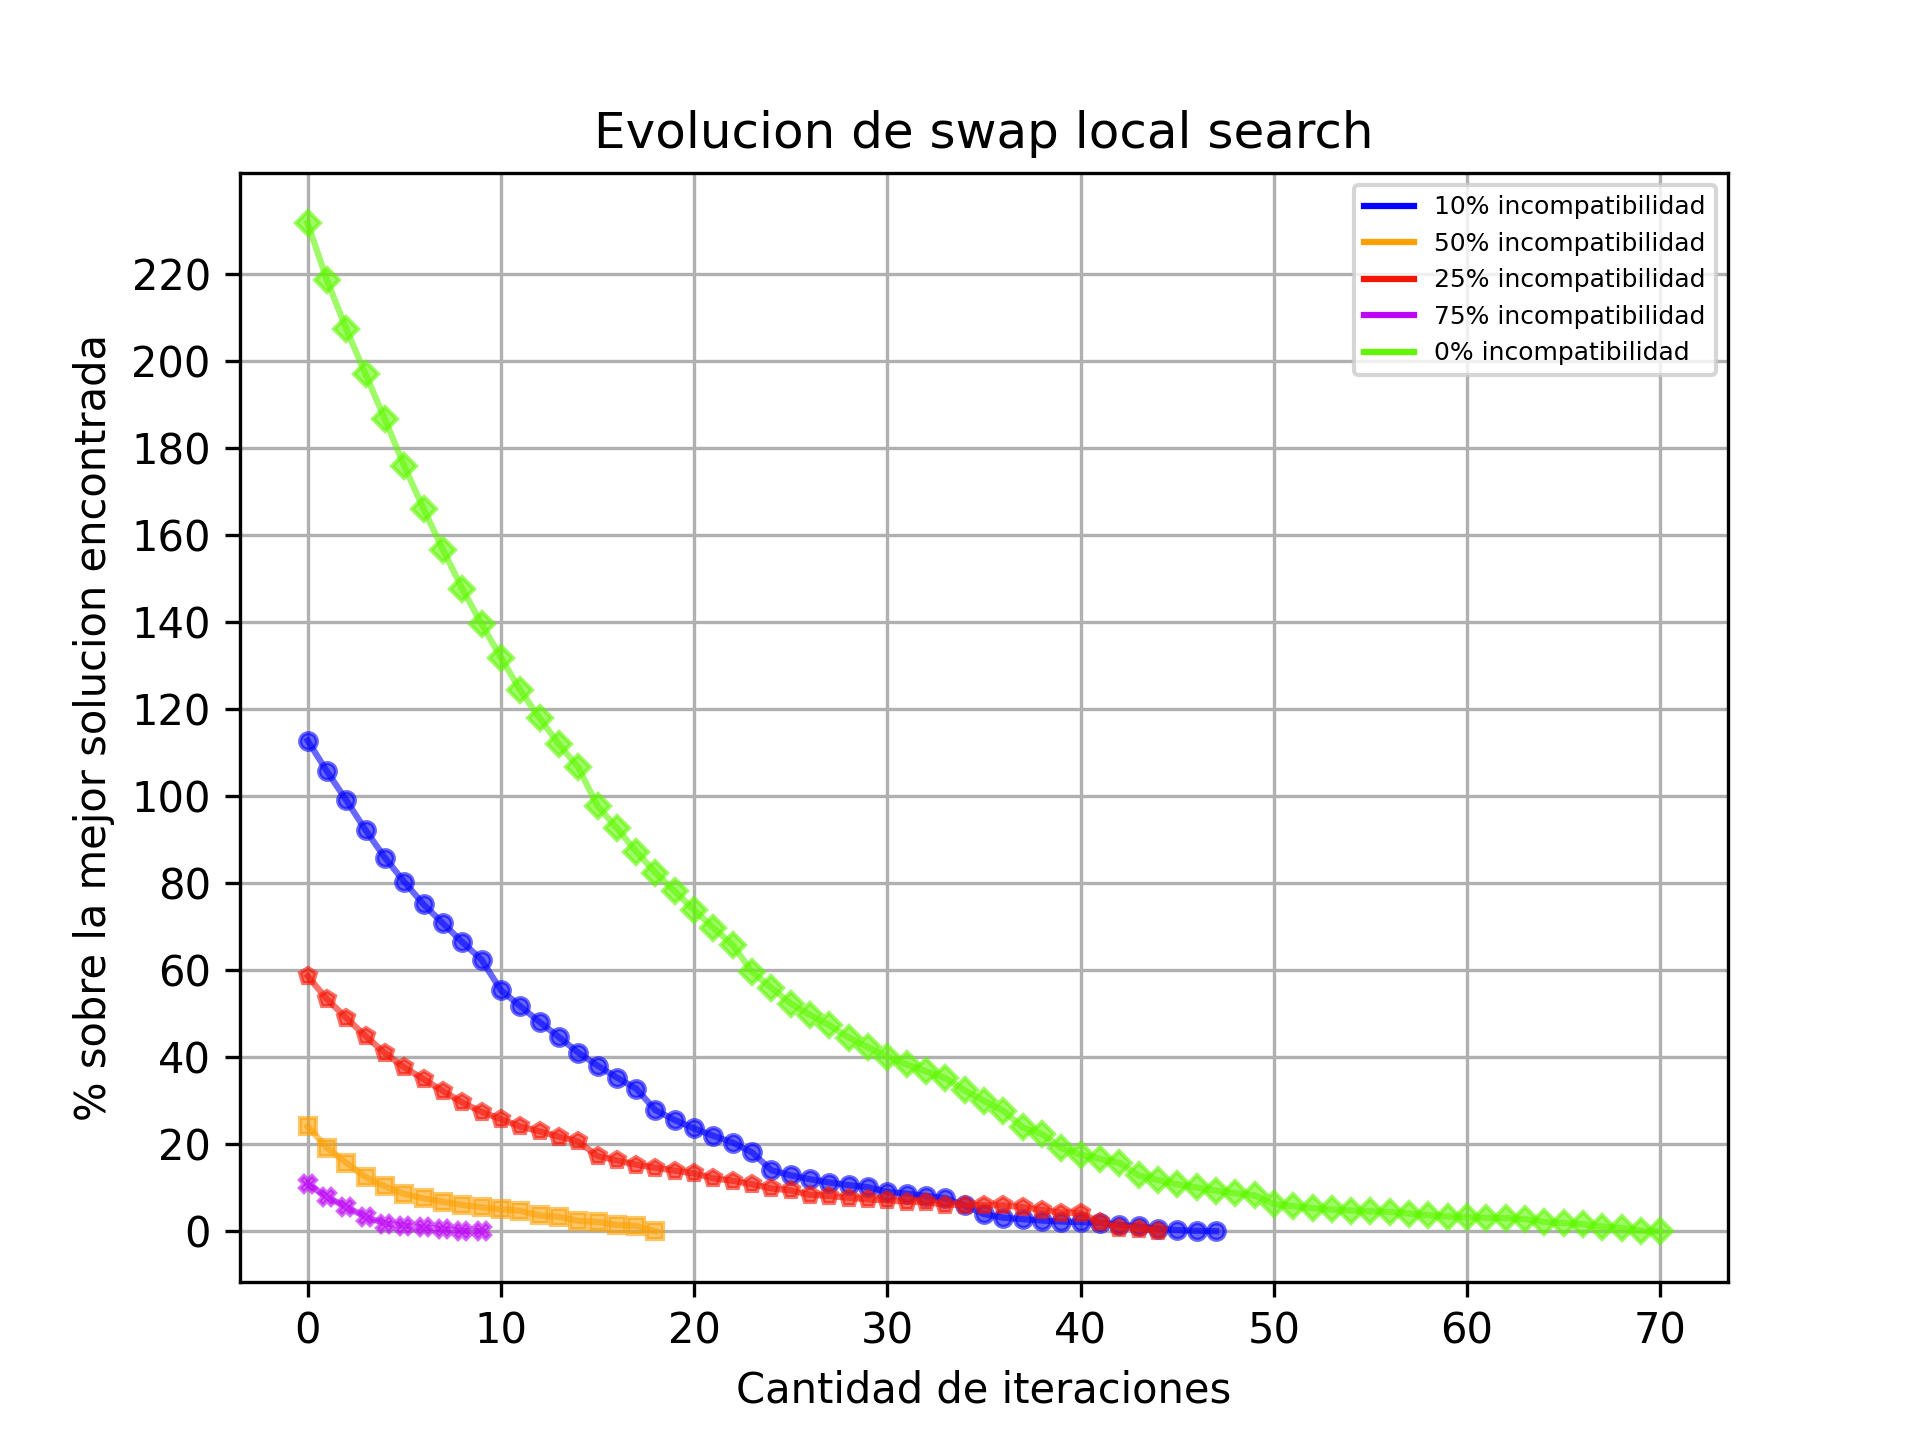 Evolucion de swap local search
10% incompatibilidad
50% incompatibilidad
25% incompatibilidad
75% incompatibilidad
0% incompatibilidad
% sobre la mejor solucion encontrada
220
200
180
160
140
120
100
80
60
40
20
0
0 10 20 30 40 50 60 70
Cantidad de iteraciones